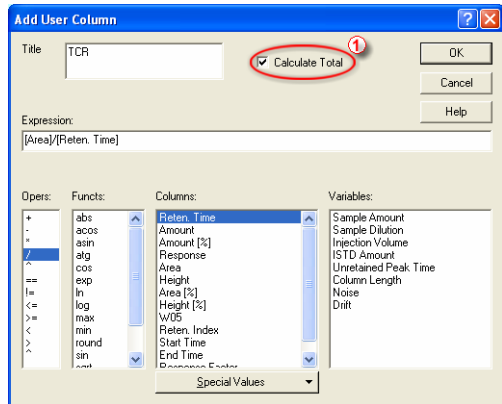 Add User Column
Title
TCR
Calculate Total
1
OK
Cancel
Help
Expression:
[Area]/[Reten. Time]
Opers:
+
-
*
/
^
==
!=
<=
>=
<
>
^
Functs:
abs
acos
asin
atg
cos
exp
ln
log
max
min
round
sin
sqrt
Columns:
Reten. Time
Amount
Amount [%]
Response
Area
Height
Area [%]
Height [%]
W05
Reten. Index
Start Time
End Time
Response Factor
Special Values
Variables:
Sample Amount
Sample Dilution
Injection Volume
ISTD Amount
Unretained Peak Time
Column Length
Noise
Drift